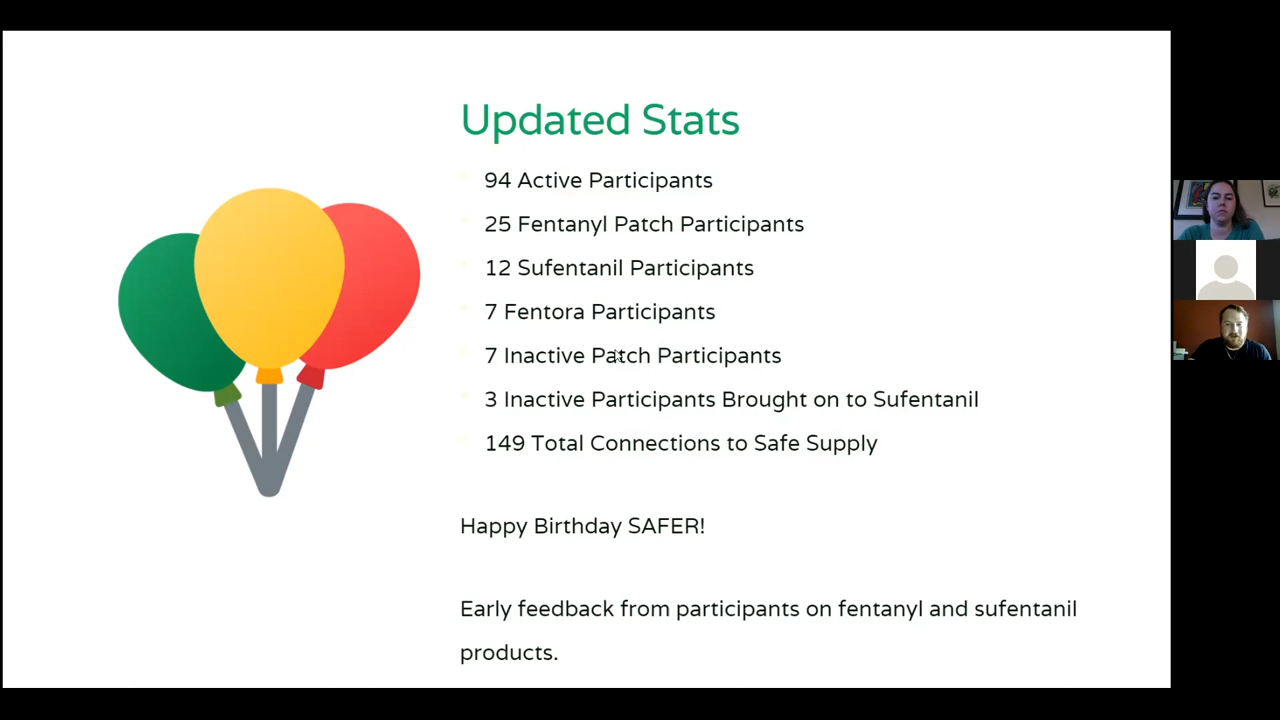 Updated Stats
94 Active Participants
25 Fentanyl Patch Participants
12 Sufentanil Participants
7 Fentora Participants
7 Inactive Patch Participants
3 Inactive Participants Brought on to Sufentanil
149 Total Connections to Safe Supply
Happy Birthday SAFER!
Early feedback from participants on fentanyl and sufentanil
products.